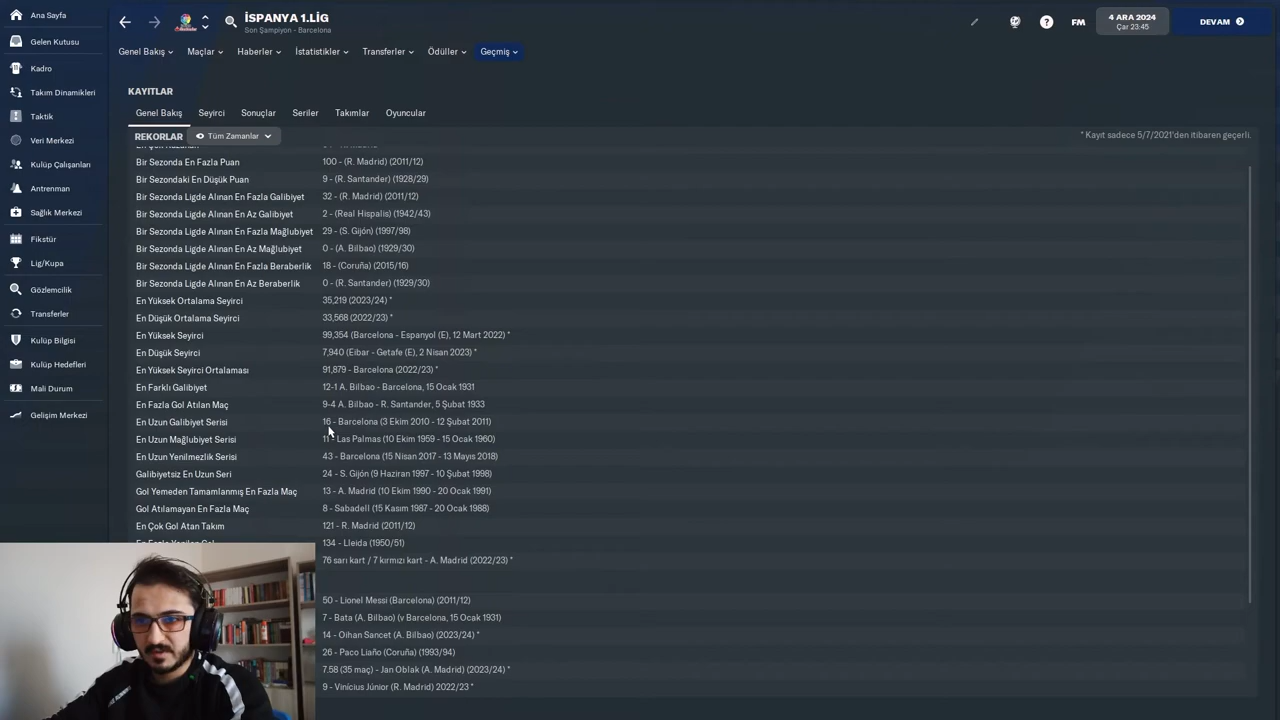 Ana Sayfa
Gelen Kutusu
Kadro
Takım Dinamikleri
Taktik
Veri Merkezi
Kulüp Çalışanları
Antrenman
Sağlık Merkezi
Fikstür
Lig/Kupa
Gözlemcilik
Transferler
Kulüp Bilgisi
Kulüp Hedefleri
Mali Durum
Gelişim Merkezi
İSPANYA 1.LİG
Son Şampiyon - Barcelona
FM
4 ARA 2024
Çar 23:45
DEVAM
Genel Bakış Maçlar Haberler İstatistikler Transferler Ödüller Geçmiş
KAYITLAR
Genel Bakış Seyirci Sonuçlar Seriler Takımlar Oyuncular
REKORLAR Tüm Zamanlar * Kayıt sadece 5/7/2021'den itibaren geçerli.
Bir Sezonda En Fazla Puan 100 - (R. Madrid) (2011/12)
Bir Sezondaki En Düşük Puan 9 - (R. Santander) (1928/29)
Bir Sezonda Ligde Alınan En Fazla Galibiyet 32 - (R. Madrid) (2011/12)
Bir Sezonda Ligde Alınan En Az Galibiyet 2 - (Real Hispalis) (1942/43)
Bir Sezonda Ligde Alınan En Fazla Mağlubiyet 29 - (S. Gijón) (1997/98)
Bir Sezonda Ligde Alınan En Az Mağlubiyet 0 - (A. Bilbao) (1929/30)
Bir Sezonda Ligde Alınan En Fazla Beraberlik 18 - (Coruña) (2015/16)
Bir Sezonda Ligde Alınan En Az Beraberlik 0 - (R. Santander) (1929/30)
En Yüksek Ortalama Seyirci 35,219 (2023/24) *
En Düşük Ortalama Seyirci 33,568 (2022/23) *
En Yüksek Seyirci 99,354 (Barcelona - Espanyol (E), 12 Mart 2022) *
En Düşük Seyirci 7,940 (Eibar - Getafe (E), 2 Nisan 2023) *
En Yüksek Seyirci Ortalaması 91,879 - Barcelona (2022/23) *
En Farklı Galibiyet 12-1 A. Bilbao - Barcelona, 15 Ocak 1931
En Fazla Gol Atılan Maç 9-4 A. Bilbao - R. Santander, 5 Şubat 1933
En Uzun Galibiyet Serisi 16 - Barcelona (3 Ekim 2010 - 12 Şubat 2011)
En Uzun Mağlubiyet Serisi 11 - Las Palmas (10 Ekim 1959 - 15 Ocak 1960)
En Uzun Yenilmezlik Serisi 43 - Barcelona (15 Nisan 2017 - 13 Mayıs 2018)
Galibiyetsiz En Uzun Seri 24 - S. Gijón (9 Haziran 1997 - 10 Şubat 1998)
Gol Yemeden Tamamlanmış En Fazla Maç 13 - A. Madrid (10 Ekim 1990 - 20 Ocak 1991)
Gol Atılamayan En Fazla Maç 8 - Sabadell (15 Kasım 1987 - 20 Ocak 1988)
En Çok Gol Atan Takım 121 - R. Madrid (2011/12)
134 - Lleida (1950/51)
76 sarı kart / 7 kırmızı kart - A. Madrid (2022/23) *
50 - Lionel Messi (Barcelona) (2011/12)
7 - Bata (A. Bilbao) (v Barcelona, 15 Ocak 1931)
14 - Oihan Sancet (A. Bilbao) (2023/24) *
26 - Paco Liaño (Coruña) (1993/94)
7.58 (35 maç) - Jan Oblak (A. Madrid) (2023/24) *
9 - Vinícius Júnior (R. Madrid) 2022/23 *